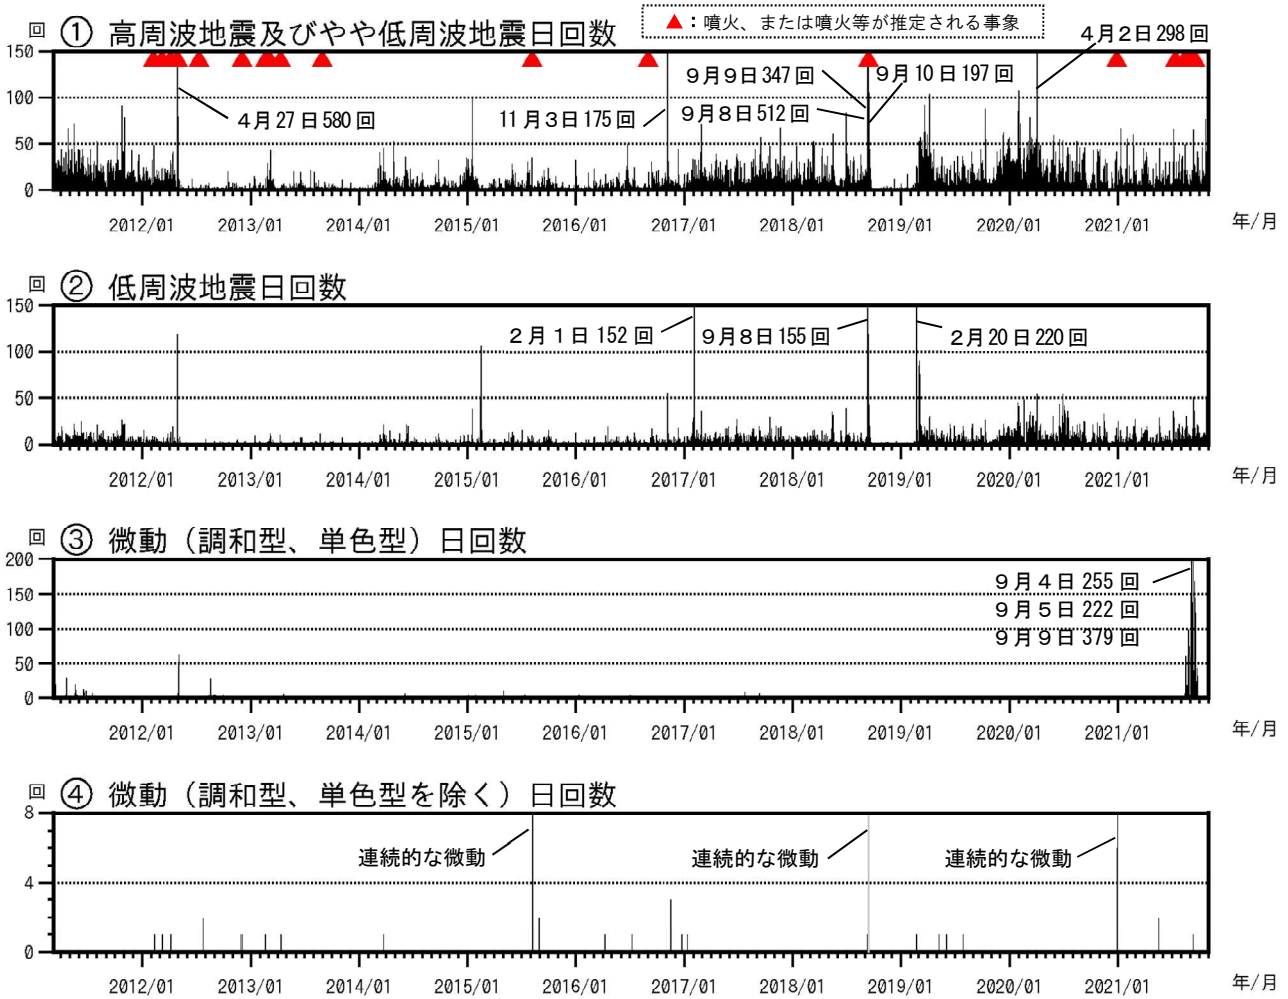 ▲：噴火、または噴火等が推定される事象
回 ① 高周波地震及びやや低周波地震日回数
4月2日298回
150
9月9日347回
9月10日197回
100
4月27日580回
11月3日175回
9月8日512回
50
0
2012/01 2013/01 2014/01 2015/01 2016/01 2017/01 2018/01 2019/01 2020/01 2021/01 年/月
回 ② 低周波地震日回数
150
2月1日152回
9月8日155回
2月20日220回
100
50
0
2012/01 2013/01 2014/01 2015/01 2016/01 2017/01 2018/01 2019/01 2020/01 2021/01 年/月
回 ③ 微動（調和型、単色型）日回数
200
9月4日255回
150
9月5日222回
100
9月9日379回
50
0
2012/01 2013/01 2014/01 2015/01 2016/01 2017/01 2018/01 2019/01 2020/01 2021/01 年/月
回 ④ 微動（調和型、単色型を除く）日回数
8
連続的な微動 連続的な微動 連続的な微動
4
0
2012/01 2013/01 2014/01 2015/01 2016/01 2017/01 2018/01 2019/01 2020/01 2021/01 年/月